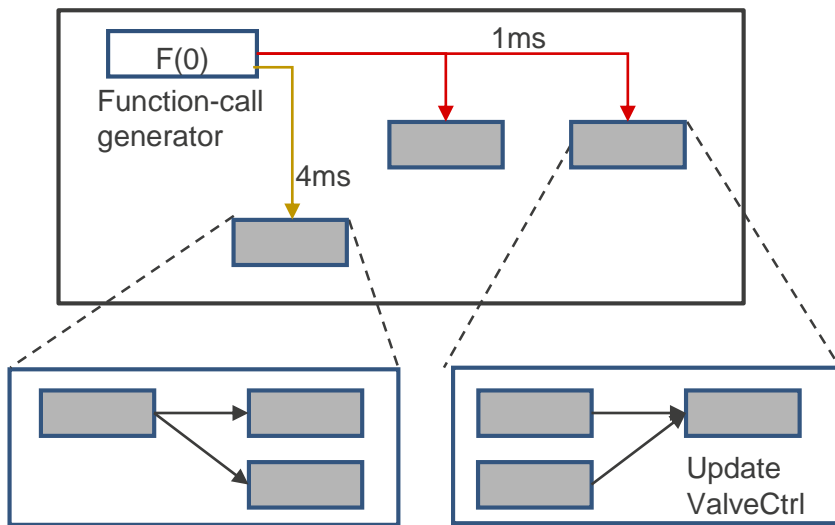 F(0)
1ms
Function-call
generator
4ms
Update
ValveCtrl